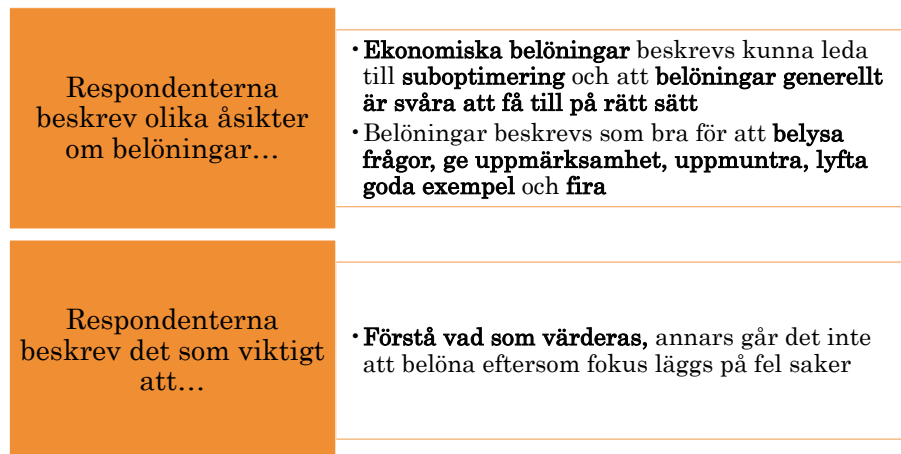 Respondenterna
beskrev olika åsikter
om belöningar…
• Ekonomiska belöningar beskrevs kunna leda
till suboptimering och att belöningar generellt
är svåra att få till på rätt sätt
• Belöningar beskrevs som bra för att belysa
frågor, ge uppmärksamhet, uppmuntra, lyfta
goda exempel och fira
Respondenterna
beskrev det som viktigt
att…
• Förstå vad som värderas, annars går det inte
att belöna eftersom fokus läggs på fel saker